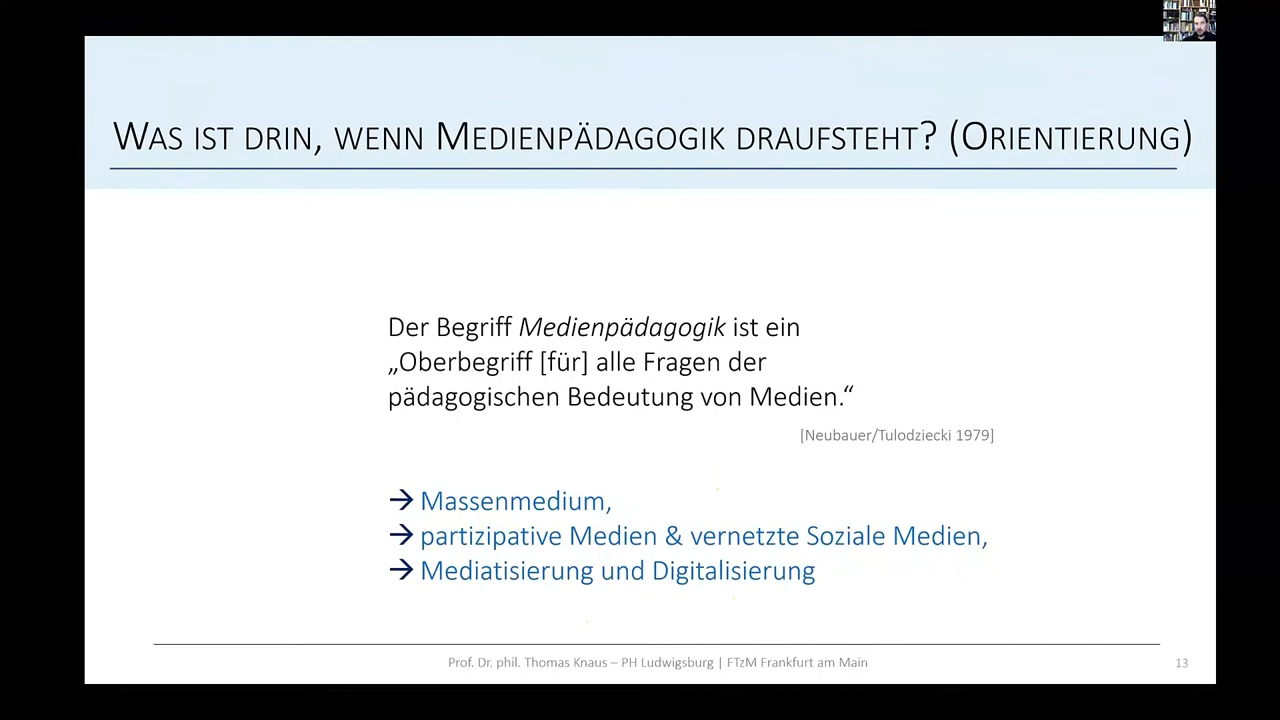 WAS IST DRIN, WENN MEDIENPÄDAGOGIK DRAUFSTEHT? (ORIENTIERUNG)
Der Begriff Medienpädagogik ist ein
„Oberbegriff [für] alle Fragen der
pädagogischen Bedeutung von Medien.“
[Neubauer/Tulodziecki 1979]
→ Massenmedium,
→ partizipative Medien & vernetzte Soziale Medien,
→ Mediatisierung und Digitalisierung
Prof. Dr. phil. Thomas Knaus – PH Ludwigsburg | FTzM Frankfurt am Main
13